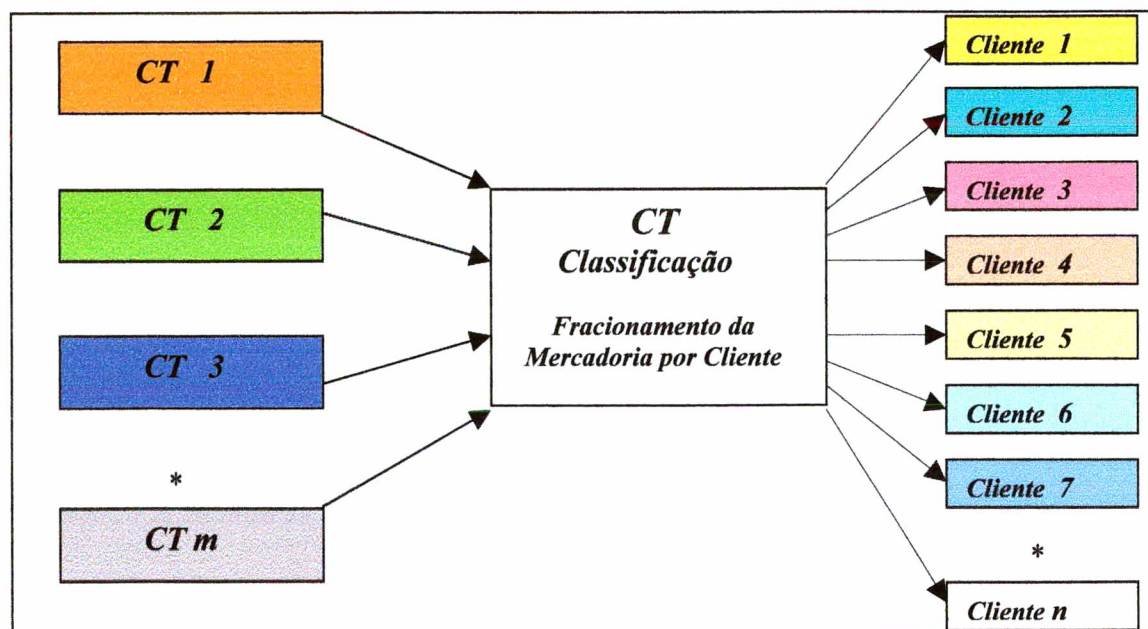 CT 1
CT 2
CT 3
*
CT m
CT
Classificação
Fracionamento da
Mercadoria por Cliente
Cliente 1
Cliente 2
Cliente 3
Cliente 4
Cliente 5
Cliente 6
Cliente 7
*
Cliente n